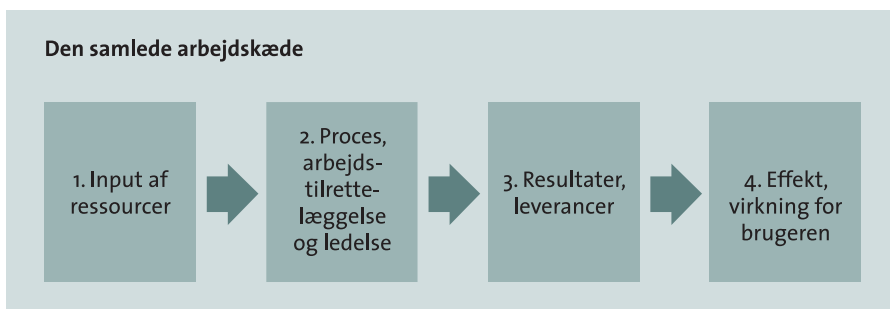 Den samlede arbejdskæde
1. Input af
ressourcer
2. Proces,
arbejds-
tilrette-
læggelse
og ledelse
3. Resultater,
leverancer
4. Effekt,
virkning for
brugeren